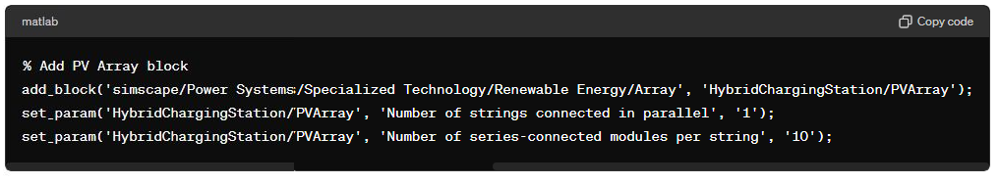 matlab
Copy code
% Add PV Array block
add_block('simscape/Power Systems/Specialized Technology/Renewable Energy/Array', 'HybridChargingStation/PVArray');
set_param('HybridChargingStation/PVArray', 'Number of strings connected in parallel', '1');
set_param('HybridChargingStation/PVArray', 'Number of series-connected modules per string', '10');